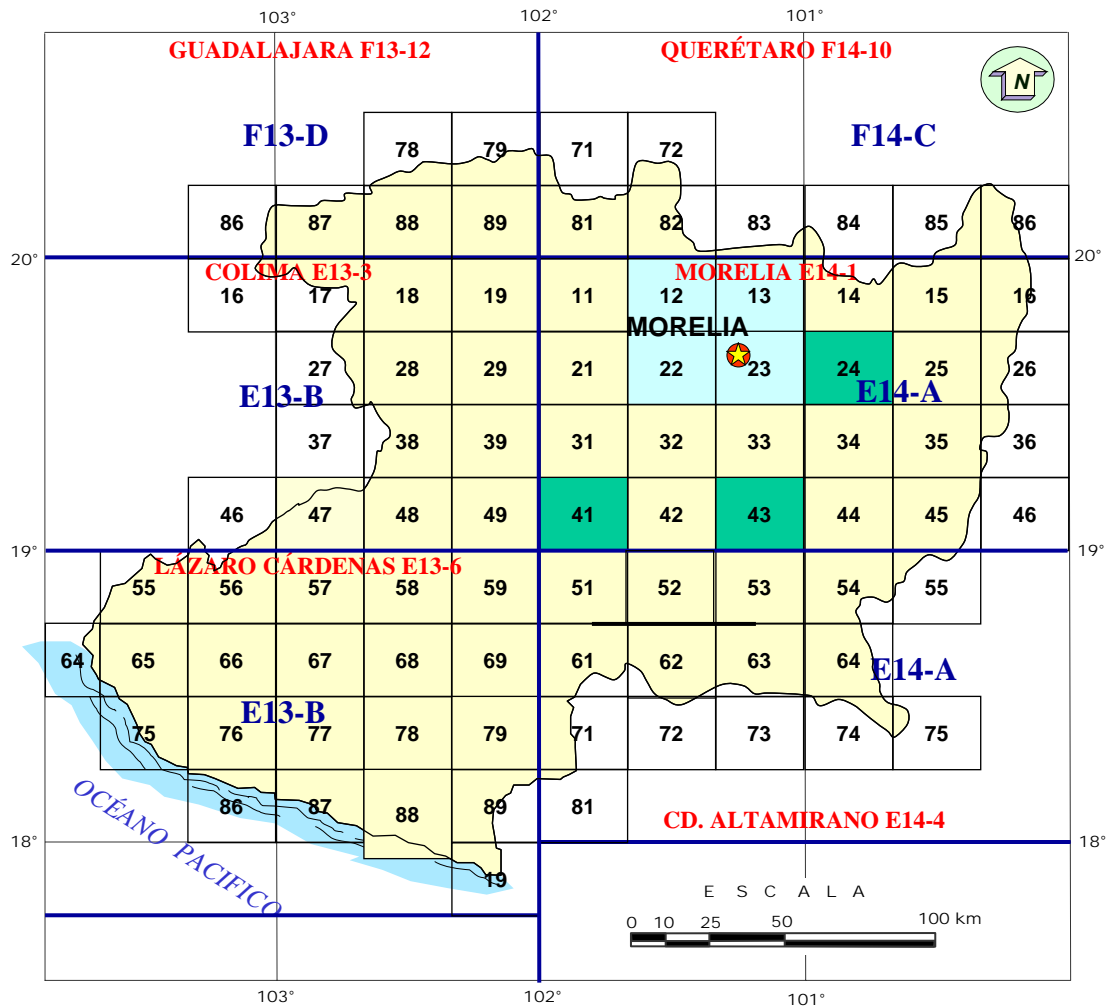 103° 102° 101°
GUADALAJARA F13-12 QUERÉTARO F14-10
N
F13-D F14-C
78 79 71 72
86 87 88 89 81 82 83 84 85 86
20° 20°
COLIMA E13-3 MORELIA E14-1
16 17 18 19 11 12 13 14 15 16
MORELIA
27 28 29 21 22 23 24 25 26
E13-B E14-A
37 38 39 31 32 33 34 35 36
46 47 48 49 41 42 43 44 45 46
19° 19°
LÁZARO CÁRDENAS E13-6
55 56 57 58 59 51 52 53 54 55
64 65 66 67 68 69 61 62 63 64
E14-A
E13-B
75 76 77 78 79 71 72 73 74 75
86 87 88 89 81
OCÉANO PACIFICO
CD. ALTAMIRANO E14-4
18° 18°
19
E S C A L A
0 10 25 50 100 km
103° 102° 101°